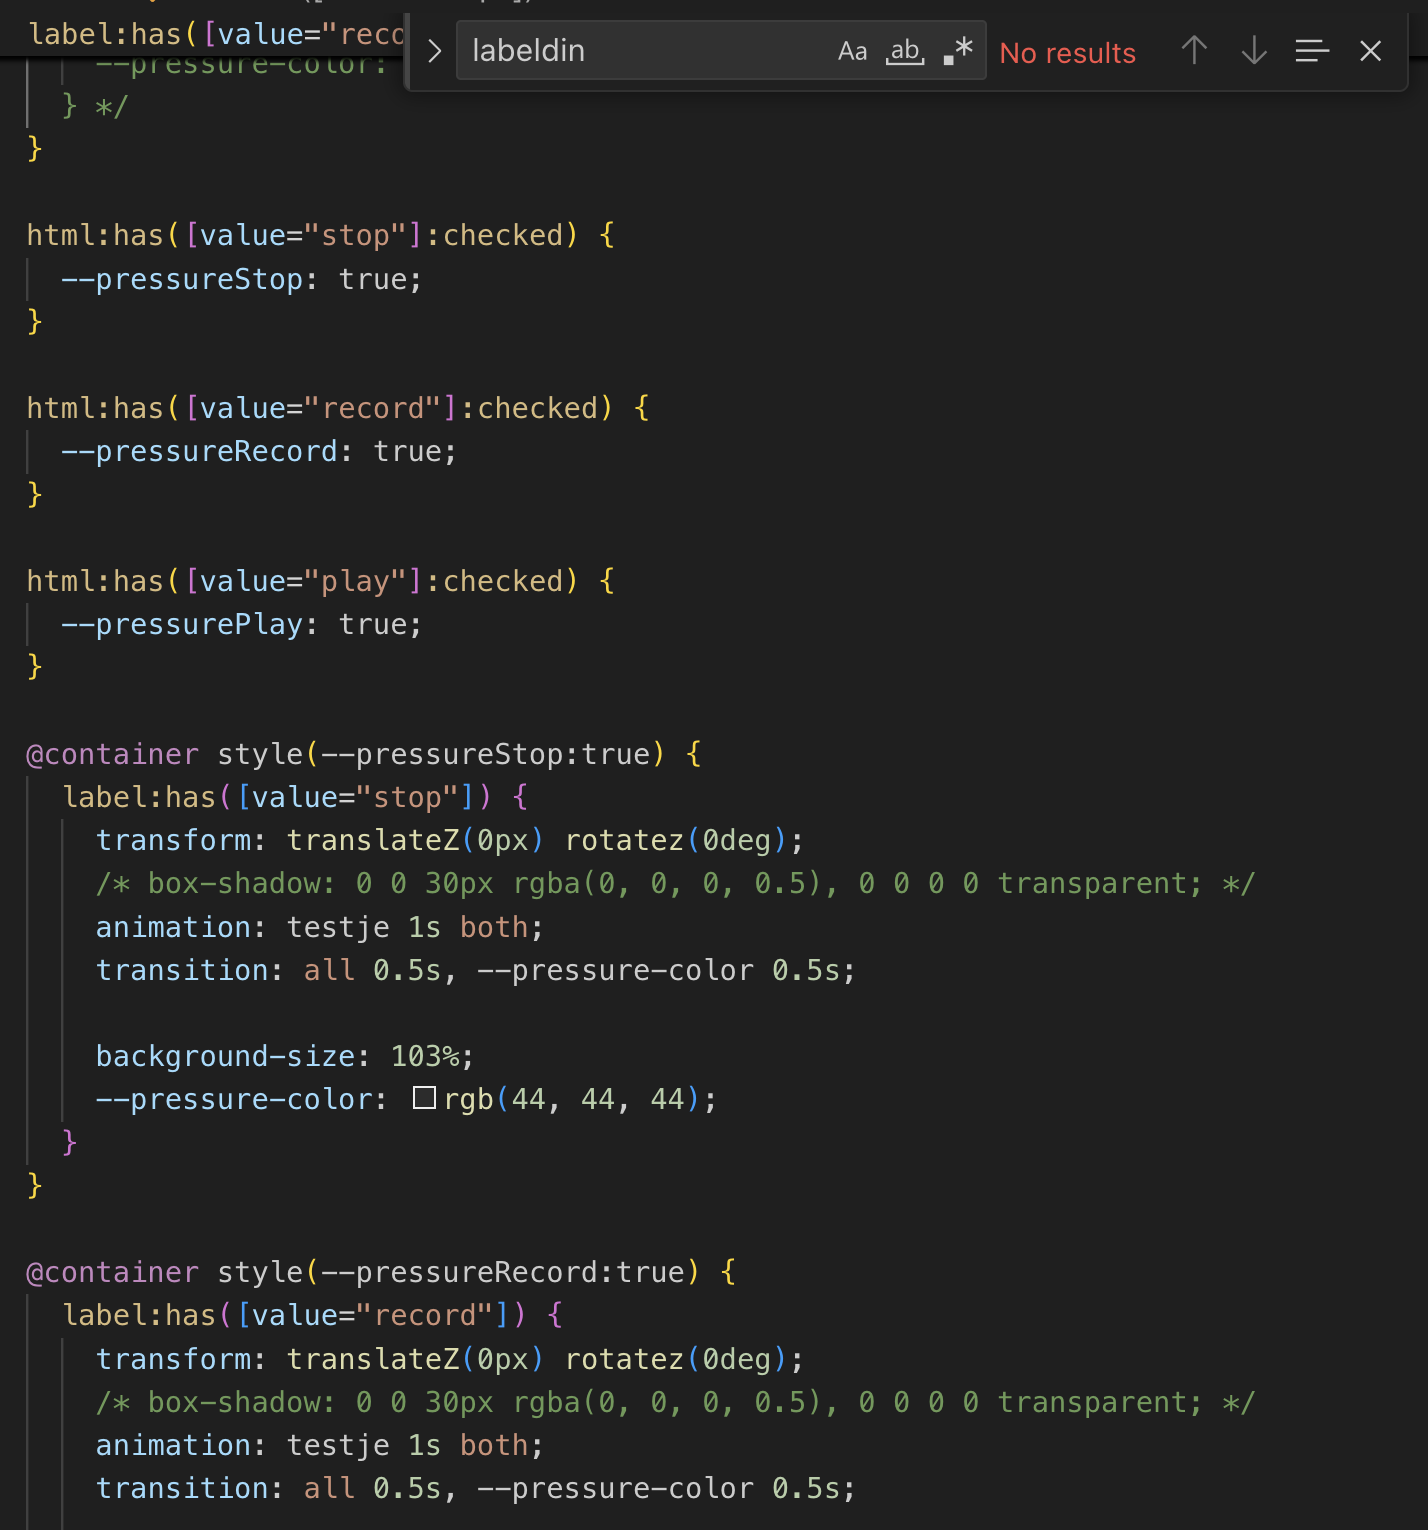 label:has([value="reco
labeldin
Aa
ab
No results
--pressure-color:
} */
}
html:has([value="stop"]:checked) {
--pressureStop: true;
}
html:has([value="record"]:checked) {
--pressureRecord: true;
}
html:has([value="play"]:checked) {
--pressurePlay: true;
}
@container style(--pressureStop:true) {
label:has([value="stop"]) {
transform: translateZ(0px) rotatez(0deg);
/* box-shadow: 0 0 30px rgba(0, 0, 0, 0.5), 0 0 0 0 transparent; */
animation: testje 1s both;
transition: all 0.5s, --pressure-color 0.5s;
background-size: 103%;
--pressure-color: rgb(44, 44, 44);
}
}
@container style(--pressureRecord:true) {
label:has([value="record"]) {
transform: translateZ(0px) rotatez(0deg);
/* box-shadow: 0 0 30px rgba(0, 0, 0, 0.5), 0 0 0 0 transparent; */
animation: testje 1s both;
transition: all 0.5s, --pressure-color 0.5s;